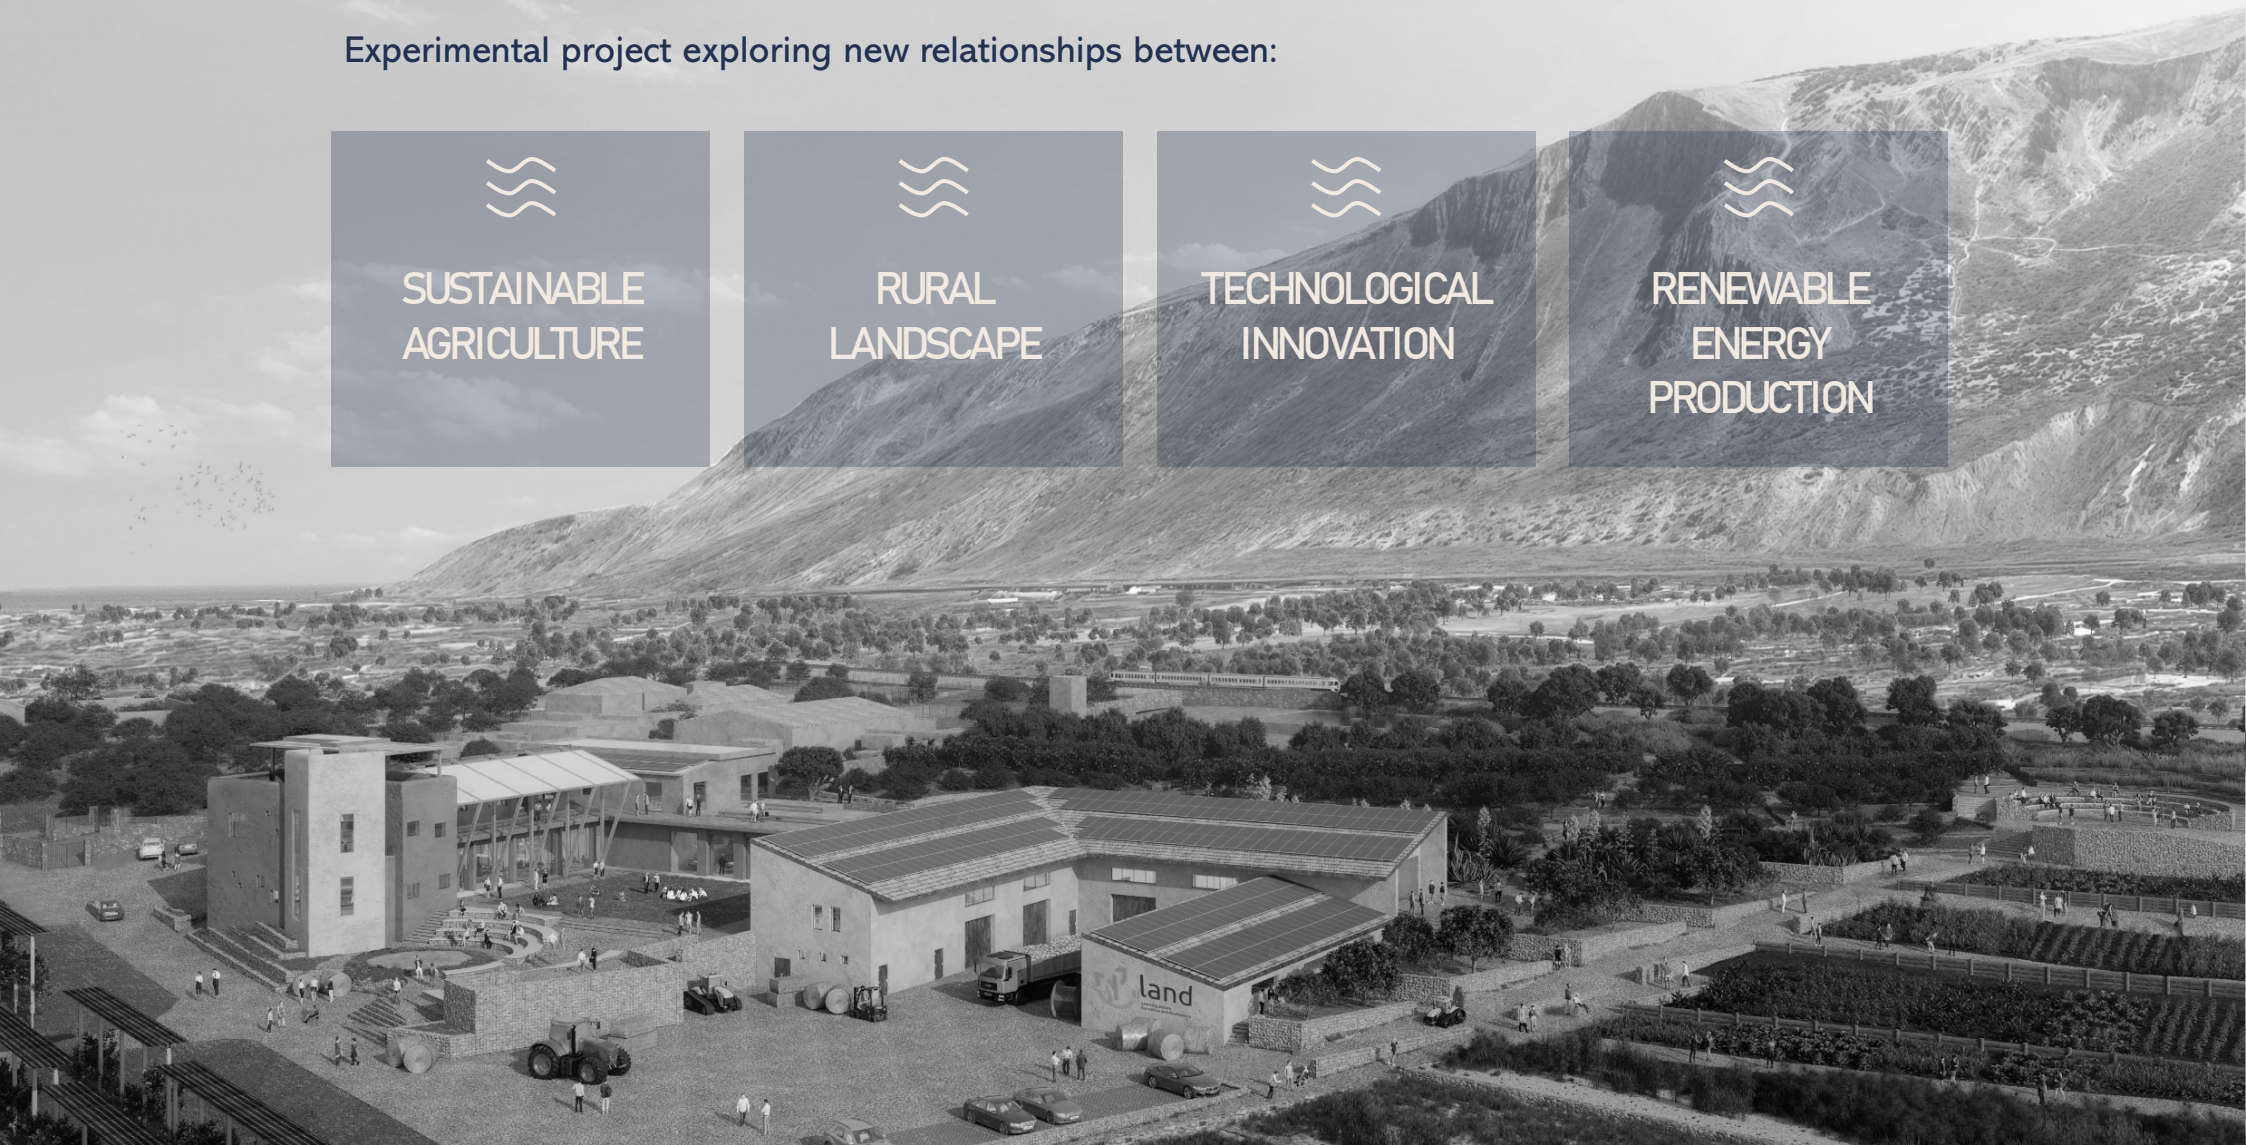 Experimental project exploring new relationships between:
SUSTAINABLE
AGRICULTURE
RURAL
LANDSCAPE
TECHNOLOGICAL
INNOVATION
RENEWABLE
ENERGY
PRODUCTION
land